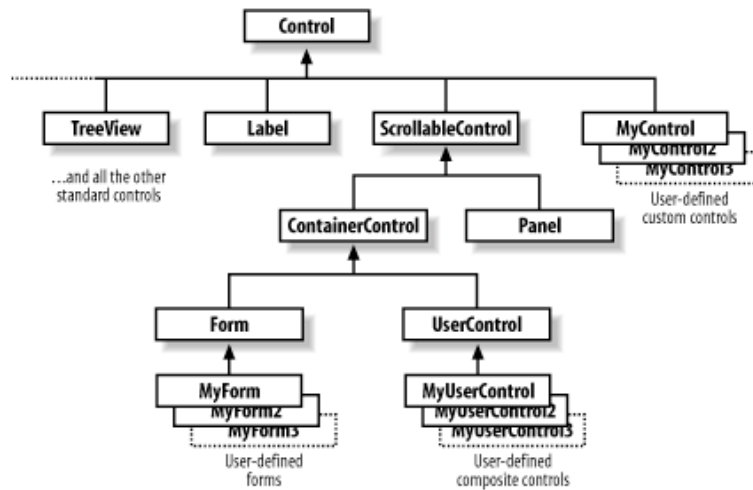 Control
TreeView
Label
ScrollableControl
MyControl
MyControl2
MyControl3
...and all the other
standard controls
User-defined
custom controls
ContainerControl
Panel
Form
UserControl
MyForm
MyForm2
MyForm3
MyUserControl
MyUserControl2
MyUserControl3
User-defined
forms
User-defined
composite controls